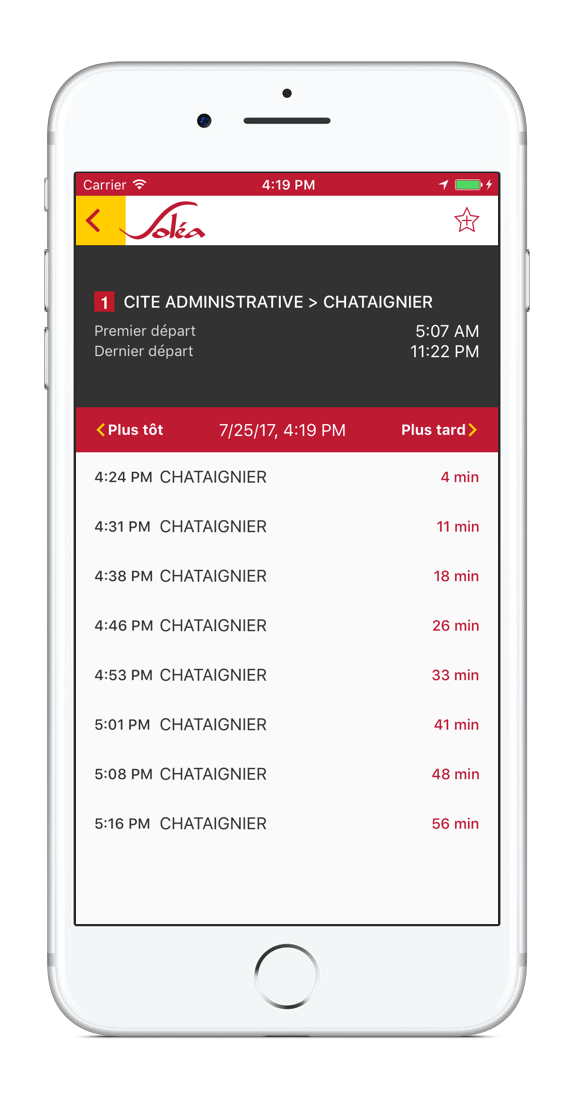 Carrier 4:19 PM
Soléa
1 CITE ADMINISTRATIVE > CHATAIGNIER
Premier départ 5:07 AM
Dernier départ 11:22 PM
Plus tôt 7/25/17, 4:19 PM Plus tard
4:24 PM CHATAIGNIER 4 min
4:31 PM CHATAIGNIER 11 min
4:38 PM CHATAIGNIER 18 min
4:46 PM CHATAIGNIER 26 min
4:53 PM CHATAIGNIER 33 min
5:01 PM CHATAIGNIER 41 min
5:08 PM CHATAIGNIER 48 min
5:16 PM CHATAIGNIER 56 min